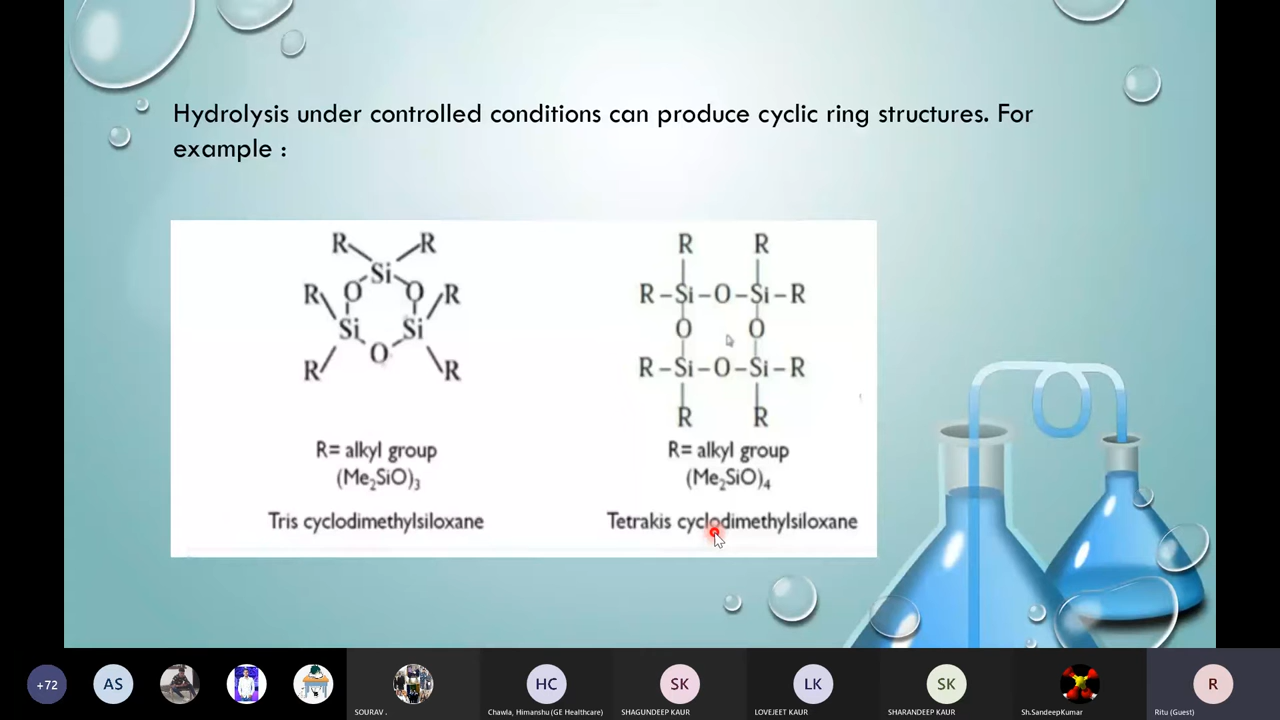 Hydrolysis under controlled conditions can produce cyclic ring structures. For
example :
R R
Si
R O O R
Si Si
O
R R
R= alkyl group
(Me₂SiO)₃
Tris cyclodimethylsiloxane
R R
R–Si–O–Si–R
O O
R–Si–O–Si–R
R R
R= alkyl group
(Me₂SiO)₄
Tetrakis cyclodimethylsiloxane
+72
AS
SOURAV .
HC
Chawla, Himanshu (GE Healthcare)
SK
SHAGUNDEEP KAUR
LK
LOVEJEET KAUR
SK
SHARANDEEP KAUR
Sh.SandeepKumar
R
Ritu (Guest)